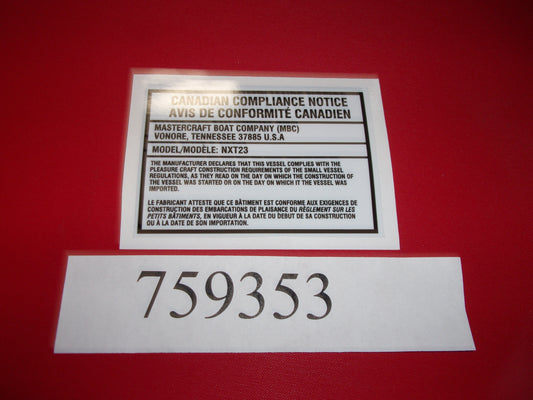 CANADIAN COMPLIANCE NOTICE
AVIS DE CONFORMITÉ CANADIEN
MASTERCRAFT BOAT COMPANY (MBC)
VONORE, TENNESSEE 37885 U.S.A
MODEL/MODÈLE: NXT23
THE MANUFACTURER DECLARES THAT THIS VESSEL COMPLIES WITH THE
PLEASURE CRAFT CONSTRUCTION REQUIREMENTS OF THE SMALL VESSEL
REGULATIONS, AS THEY READ ON THE DAY ON WHICH THE CONSTRUCTION OF
THE VESSEL WAS STARTED OR ON THE DAY ON WHICH IT THE VESSEL WAS
IMPORTED.
LE FABRICANT ATTESTE QUE CE BÂTIMENT EST CONFORME AUX EXIGENCES DE
CONSTRUCTION DES EMBARCATIONS DE PLAISANCE DU RÈGLEMENT SUR LES
PETITS BÂTIMENTS, EN VIGUEUR À LA DATE DU DEBUT DE SA CONSTRUCTION
OU À LA DATE DE SON IMPORTATION.
759353